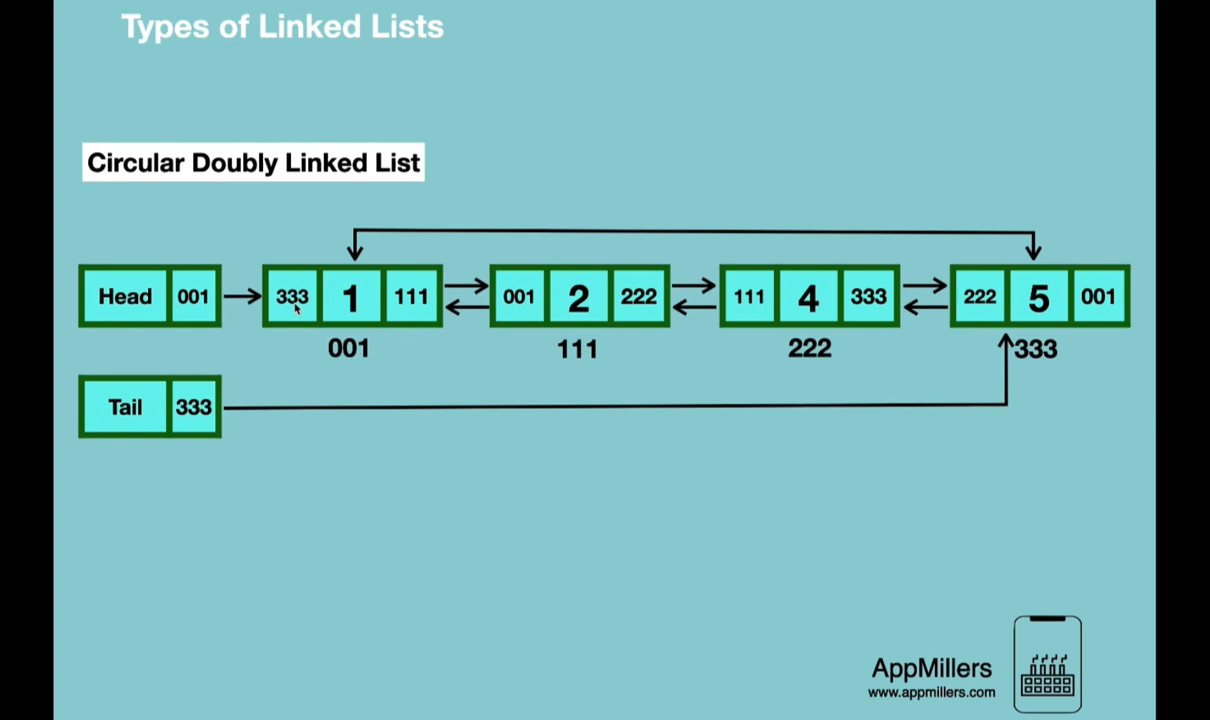 Types of Linked Lists
Circular Doubly Linked List
Head 001 333 1 111 001 2 222 111 4 333 222 5 001
001 111 222 333
Tail 333
AppMillers
www.appmillers.com